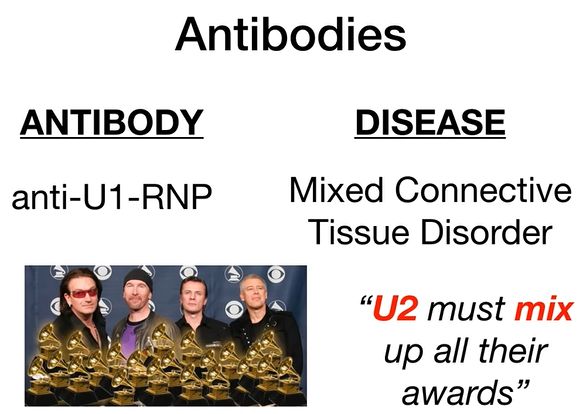 Antibodies
ANTIBODY
DISEASE
anti-U1-RNP
Mixed Connective
Tissue Disorder
“U2 must mix
up all their
awards”